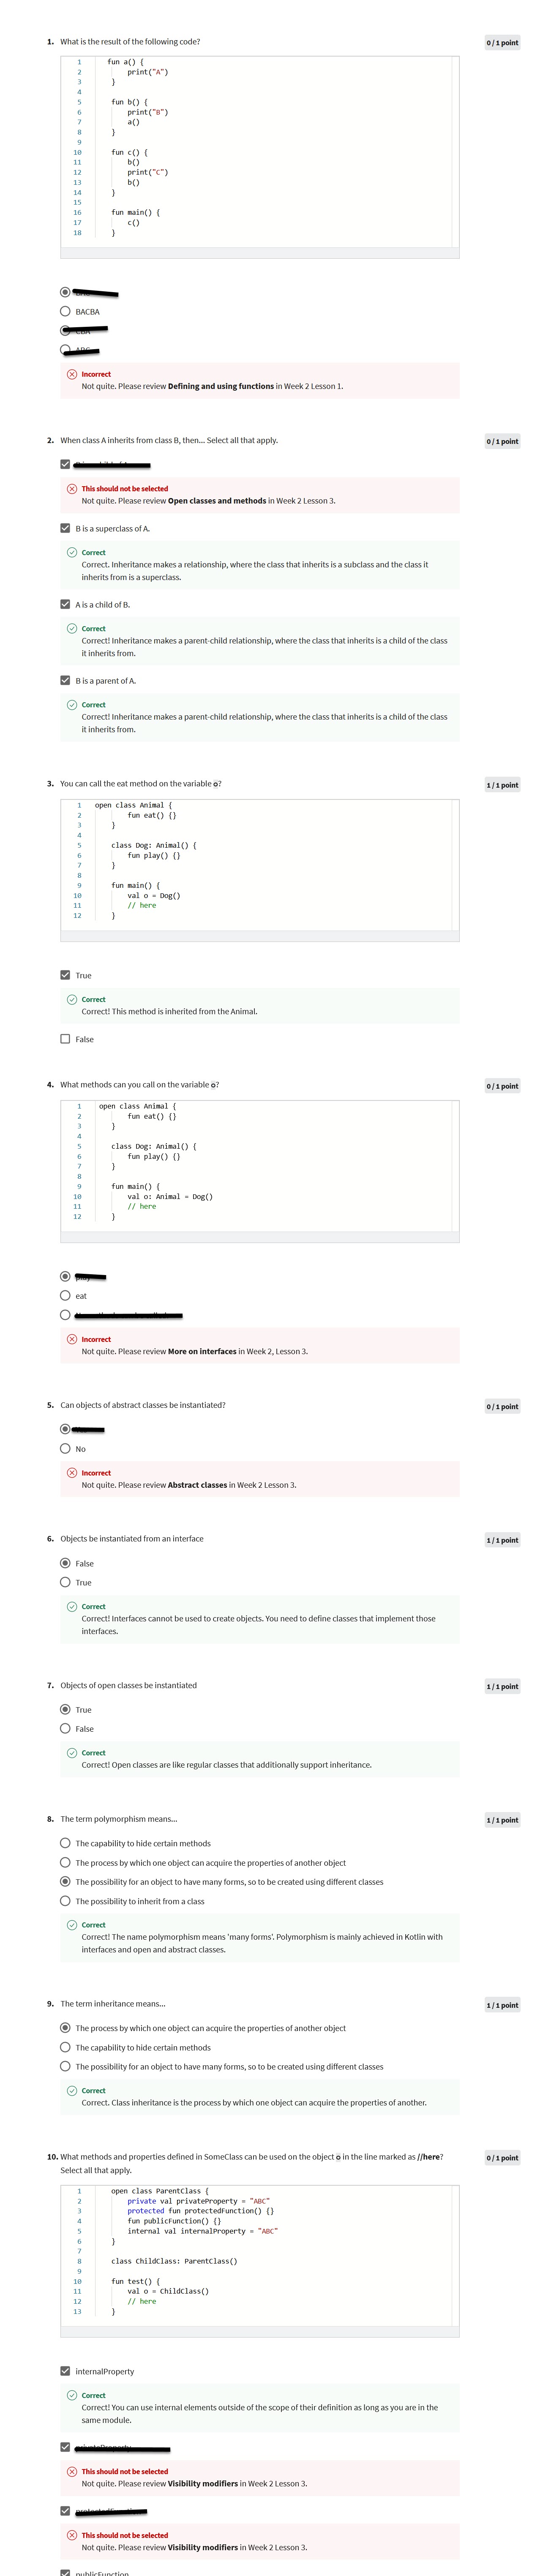 1. What is the result of the following code?
0 / 1 point
1 fun a() {
2 print("A")
3 }
4
5 fun b() {
6 print("B")
7 a()
8 }
9
10 fun c() {
11 b()
12 print("C")
13 b()
14 }
15
16 fun main() {
17 c()
18 }
BACBA
Incorrect
Not quite. Please review Defining and using functions in Week 2 Lesson 1.
2. When class A inherits from class B, then... Select all that apply.
0 / 1 point
This should not be selected
Not quite. Please review Open classes and methods in Week 2 Lesson 3.
B is a superclass of A.
Correct
Correct. Inheritance makes a relationship, where the class that inherits is a subclass and the class it
inherits from is a superclass.
A is a child of B.
Correct
Correct! Inheritance makes a parent-child relationship, where the class that inherits is a child of the class
it inherits from.
B is a parent of A.
Correct
Correct! Inheritance makes a parent-child relationship, where the class that inherits is a child of the class
it inherits from.
3. You can call the eat method on the variable o?
1 / 1 point
1 open class Animal {
2 fun eat() {}
3 }
4
5 class Dog: Animal() {
6 fun play() {}
7 }
8
9 fun main() {
10 val o = Dog()
11 // here
12 }
True
Correct
Correct! This method is inherited from the Animal.
False
4. What methods can you call on the variable o?
0 / 1 point
1 open class Animal {
2 fun eat() {}
3 }
4
5 class Dog: Animal() {
6 fun play() {}
7 }
8
9 fun main() {
10 val o: Animal = Dog()
11 // here
12 }
eat
Incorrect
Not quite. Please review More on interfaces in Week 2, Lesson 3.
5. Can objects of abstract classes be instantiated?
0 / 1 point
No
Incorrect
Not quite. Please review Abstract classes in Week 2 Lesson 3.
6. Objects be instantiated from an interface
1 / 1 point
False
True
Correct
Correct! Interfaces cannot be used to create objects. You need to define classes that implement those
interfaces.
7. Objects of open classes be instantiated
1 / 1 point
True
False
Correct
Correct! Open classes are like regular classes that additionally support inheritance.
8. The term polymorphism means...
1 / 1 point
The capability to hide certain methods
The process by which one object can acquire the properties of another object
The possibility for an object to have many forms, so to be created using different classes
The possibility to inherit from a class
Correct
Correct! The name polymorphism means 'many forms'. Polymorphism is mainly achieved in Kotlin with
interfaces and open and abstract classes.
9. The term inheritance means...
1 / 1 point
The process by which one object can acquire the properties of another object
The capability to hide certain methods
The possibility for an object to have many forms, so to be created using different classes
Correct
Correct. Class inheritance is the process by which one object can acquire the properties of another.
10. What methods and properties defined in SomeClass can be used on the object o in the line marked as //here?
Select all that apply.
0 / 1 point
1 open class ParentClass {
2 private val privateProperty = "ABC"
3 protected fun protectedFunction() {}
4 fun publicFunction() {}
5 internal val internalProperty = "ABC"
6 }
7
8 class ChildClass: ParentClass()
9
10 fun test() {
11 val o = ChildClass()
12 // here
13 }
internalProperty
Correct
Correct! You can use internal elements outside of the scope of their definition as long as you are in the
same module.
This should not be selected
Not quite. Please review Visibility modifiers in Week 2 Lesson 3.
This should not be selected
Not quite. Please review Visibility modifiers in Week 2 Lesson 3.
publicFunction